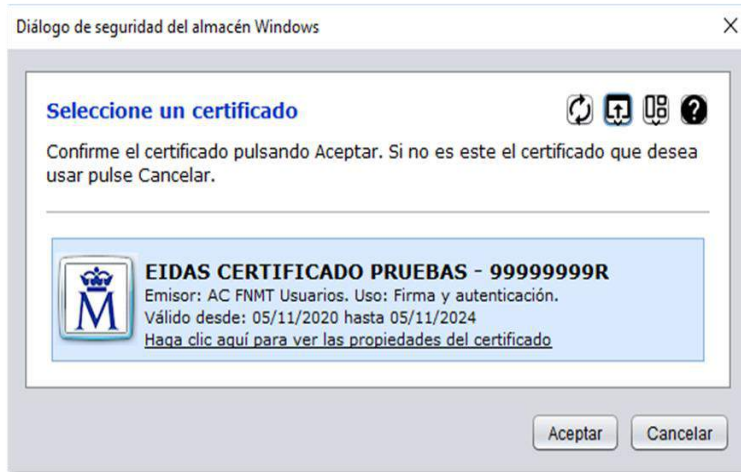 Diálogo de seguridad del almacén Windows
Seleccione un certificado
Confirme el certificado pulsando Aceptar. Si no es este el certificado que desea
usar pulse Cancelar.
EIDAS CERTIFICADO PRUEBAS - 99999999R
Emisor: AC FNMT Usuarios. Uso: Firma y autenticación.
Válido desde: 05/11/2020 hasta 05/11/2024
Haga clic aquí para ver las propiedades del certificado
Aceptar Cancelar